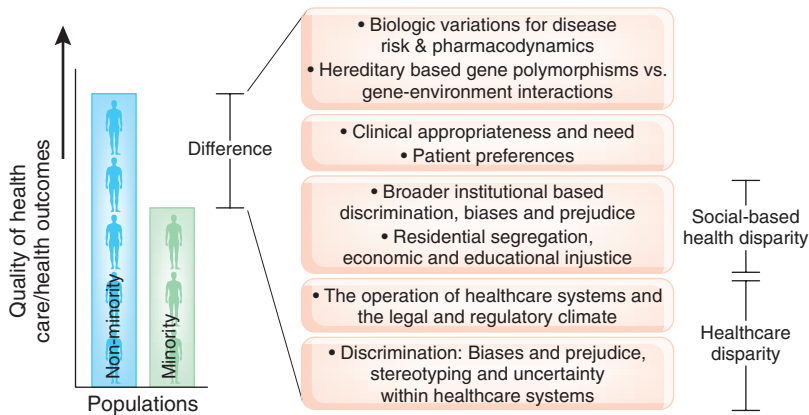 Quality of health
care/health outcomes
Non-minority
Minority
Populations
Difference
• Biologic variations for disease
risk & pharmacodynamics
• Hereditary based gene polymorphisms vs.
gene-environment interactions
• Clinical appropriateness and need
• Patient preferences
• Broader institutional based
discrimination, biases and prejudice
• Residential segregation,
economic and educational injustice
• The operation of healthcare systems and
the legal and regulatory climate
• Discrimination: Biases and prejudice,
stereotyping and uncertainty
within healthcare systems
Social-based
health disparity
Healthcare
disparity